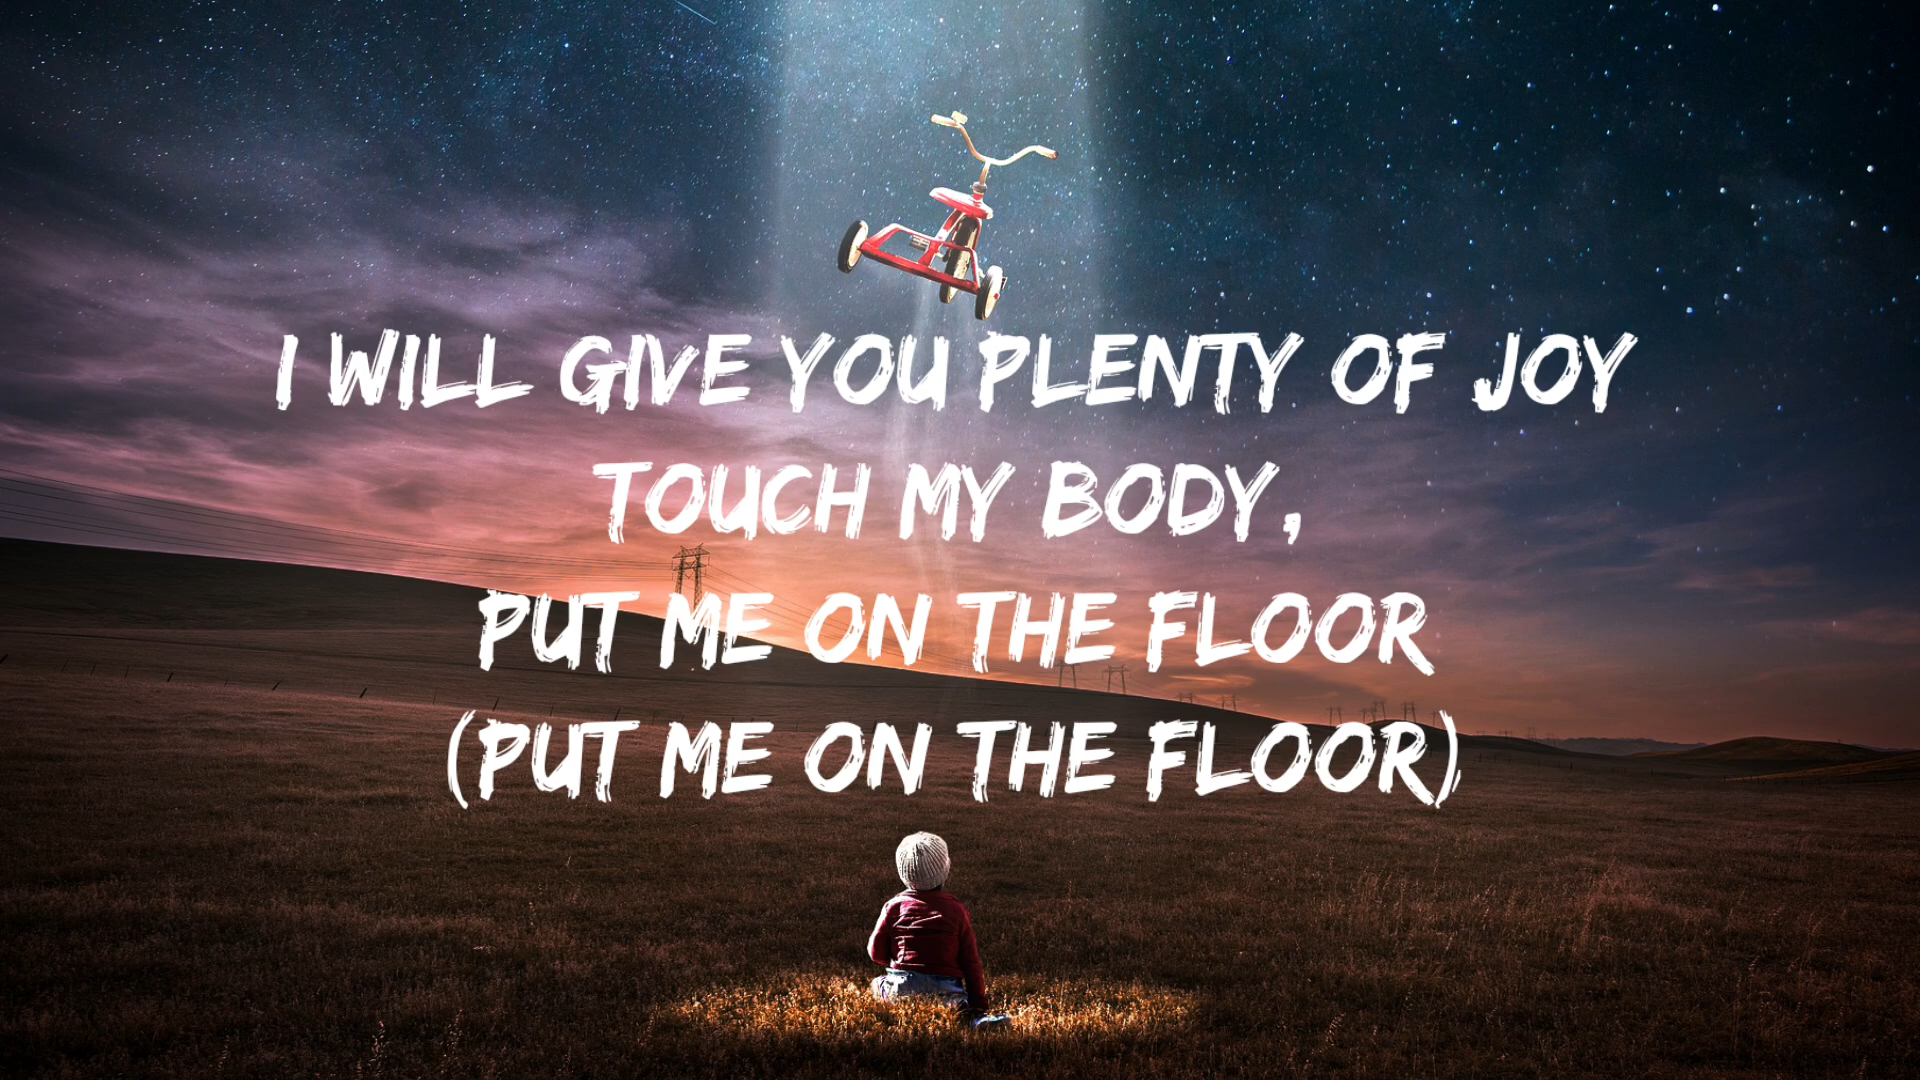 I WILL GIVE YOU PLENTY OF JOY
TOUCH MY BODY,
PUT ME ON THE FLOOR
(PUT ME ON THE FLOOR)